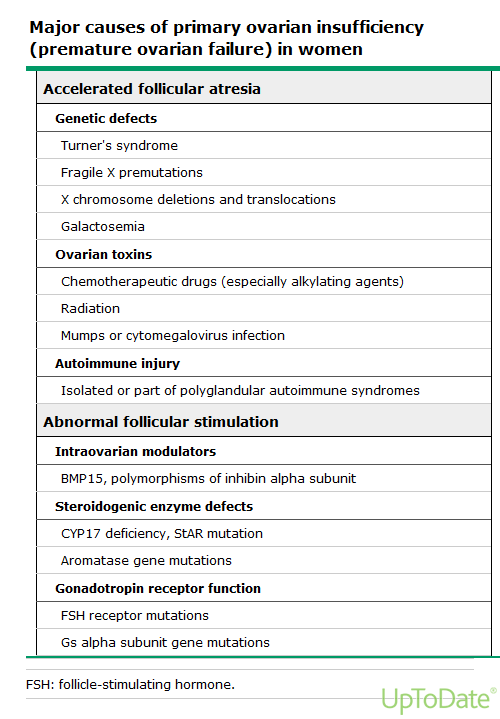 Major causes of primary ovarian insufficiency
(premature ovarian failure) in women
Accelerated follicular atresia
Genetic defects
Turner's syndrome
Fragile X premutations
X chromosome deletions and translocations
Galactosemia
Ovarian toxins
Chemotherapeutic drugs (especially alkylating agents)
Radiation
Mumps or cytomegalovirus infection
Autoimmune injury
Isolated or part of polyglandular autoimmune syndromes
Abnormal follicular stimulation
Intraovarian modulators
BMP15, polymorphisms of inhibin alpha subunit
Steroidogenic enzyme defects
CYP17 deficiency, StAR mutation
Aromatase gene mutations
Gonadotropin receptor function
FSH receptor mutations
Gs alpha subunit gene mutations
FSH: follicle-stimulating hormone.
UpToDate®